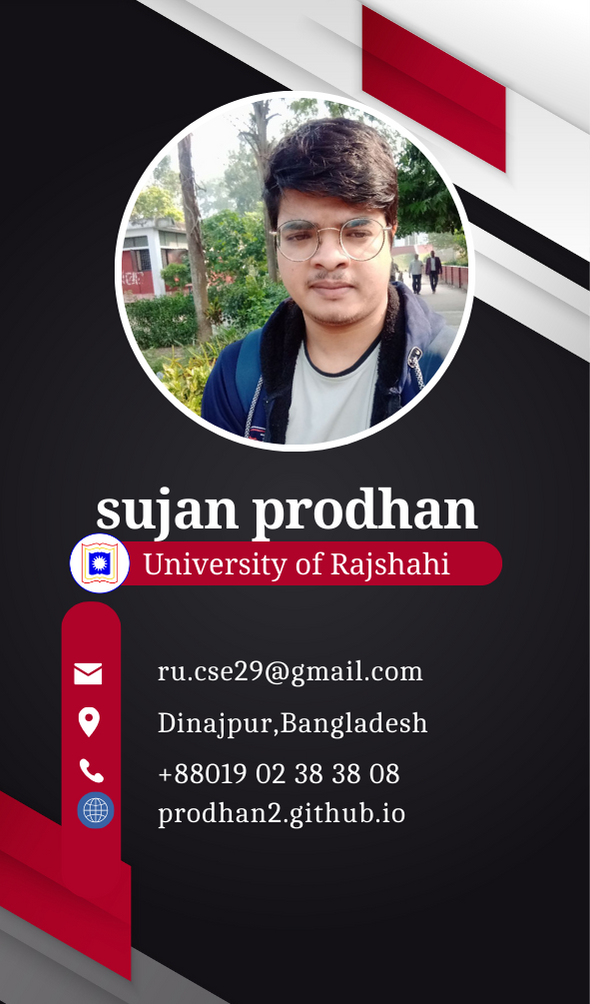 sujan prodhan
University of Rajshahi
ru.cse29@gmail.com
Dinajpur,Bangladesh
+88019 02 38 38 08
prodhan2.github.io